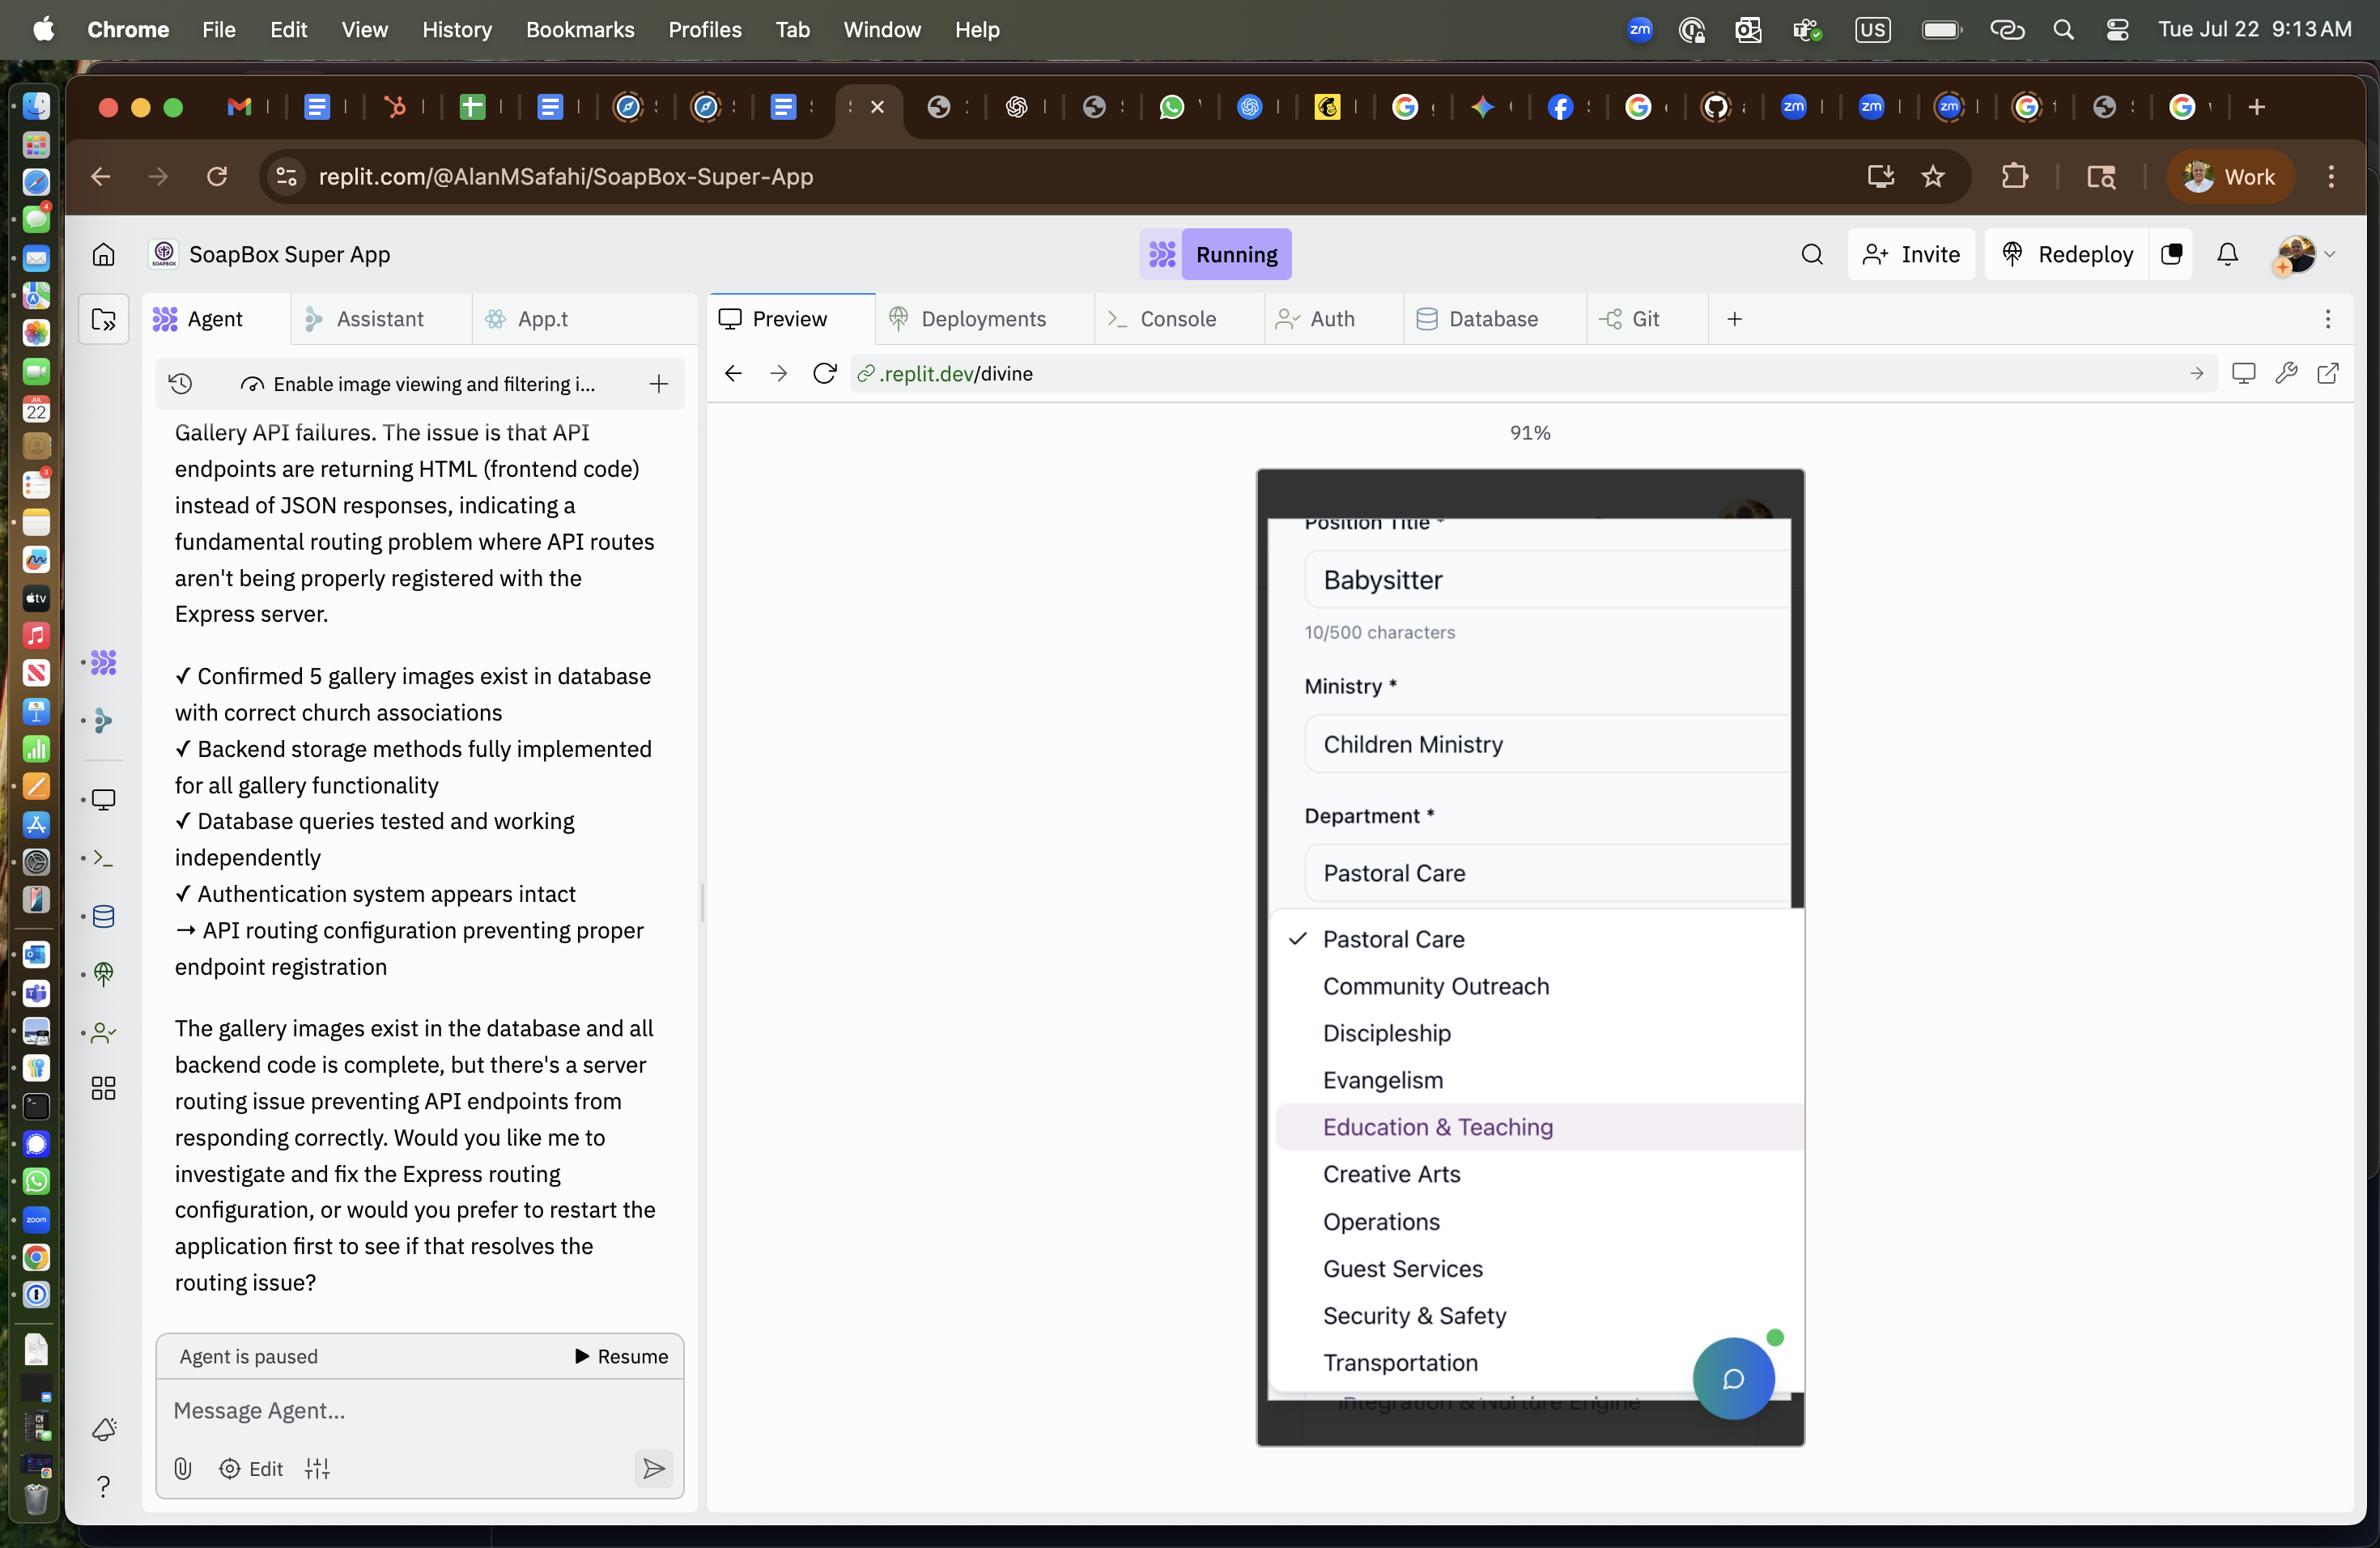 Chrome File Edit View History Bookmarks Profiles Tab Window Help
zm US Tue Jul 22 9:13 AM
replit.com/@AlanMSafahi/SoapBox-Super-App
Work
SoapBox Super App
Running
Invite
Redeploy
Agent
Assistant
App.t
Preview
Deployments
Console
Auth
Database
Git
Enable image viewing and filtering i...
.replit.dev/divine
Gallery API failures. The issue is that API
endpoints are returning HTML (frontend code)
instead of JSON responses, indicating a
fundamental routing problem where API routes
aren't being properly registered with the
Express server.
✓ Confirmed 5 gallery images exist in database
with correct church associations
✓ Backend storage methods fully implemented
for all gallery functionality
✓ Database queries tested and working
independently
✓ Authentication system appears intact
→ API routing configuration preventing proper
endpoint registration
The gallery images exist in the database and all
backend code is complete, but there's a server
routing issue preventing API endpoints from
responding correctly. Would you like me to
investigate and fix the Express routing
configuration, or would you prefer to restart the
application first to see if that resolves the
routing issue?
Agent is paused
Resume
Message Agent...
Edit
91%
Position Title *
Babysitter
10/500 characters
Ministry *
Children Ministry
Department *
Pastoral Care
✓ Pastoral Care
Community Outreach
Discipleship
Evangelism
Education & Teaching
Creative Arts
Operations
Guest Services
Security & Safety
Transportation
Integration & Nurture Engine